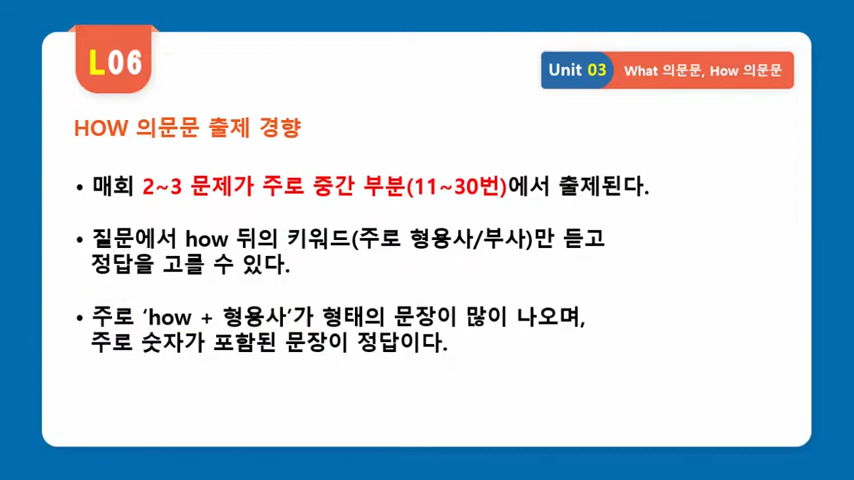 L06
Unit 03 What 의문문, How 의문문
HOW 의문문 출제 경향
• 매회 2~3 문제가 주로 중간 부분(11~30번)에서 출제된다.
• 질문에서 how 뒤의 키워드(주로 형용사/부사)만 듣고
정답을 고를 수 있다.
• 주로 ‘how + 형용사’가 형태의 문장이 많이 나오며,
주로 숫자가 포함된 문장이 정답이다.